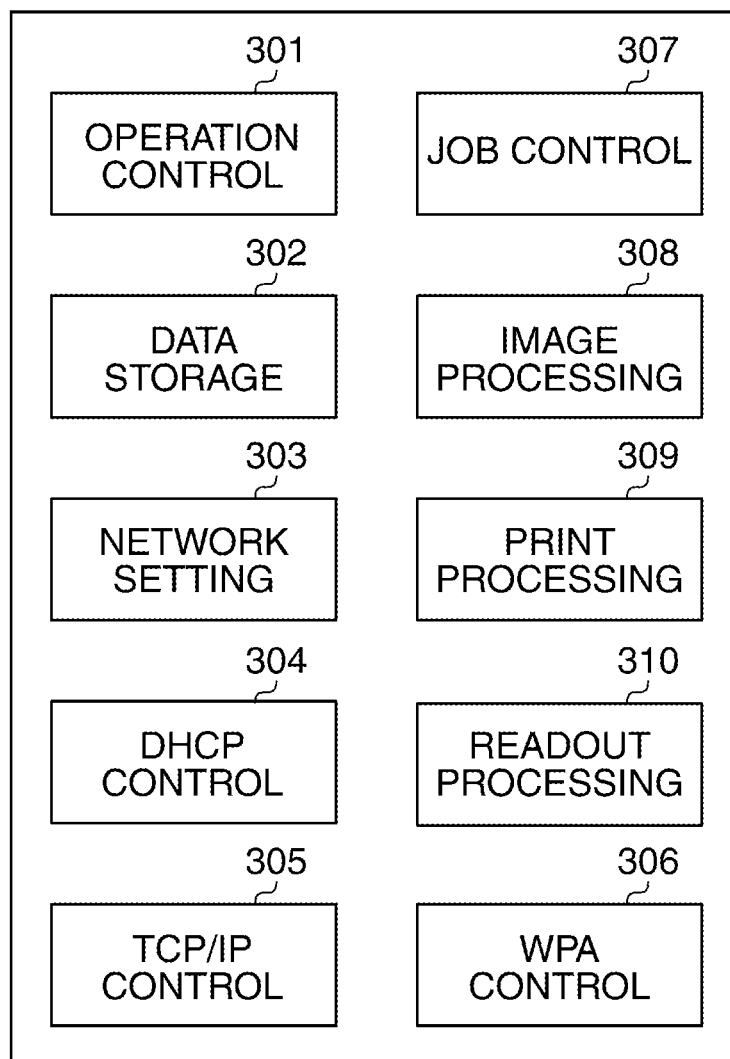 301
OPERATION
CONTROL
307
JOB CONTROL
302
DATA
STORAGE
308
IMAGE
PROCESSING
303
NETWORK
SETTING
309
PRINT
PROCESSING
304
DHCP
CONTROL
310
READOUT
PROCESSING
305
TCP/IP
CONTROL
306
WPA
CONTROL